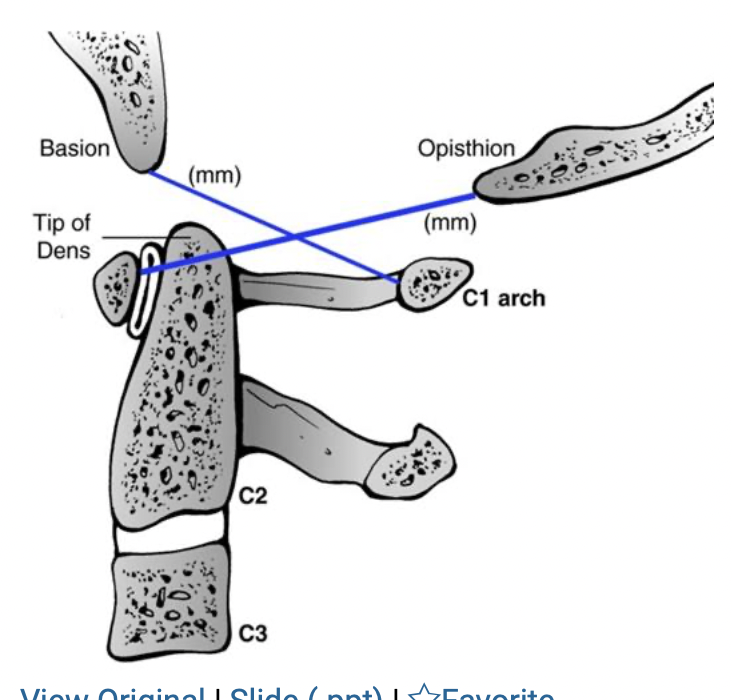 Basion
(mm)
Opisthion
(mm)
Tip of
Dens
C1 arch
C2
C3
View Original | Slide (.ppt) | ☆Favorite